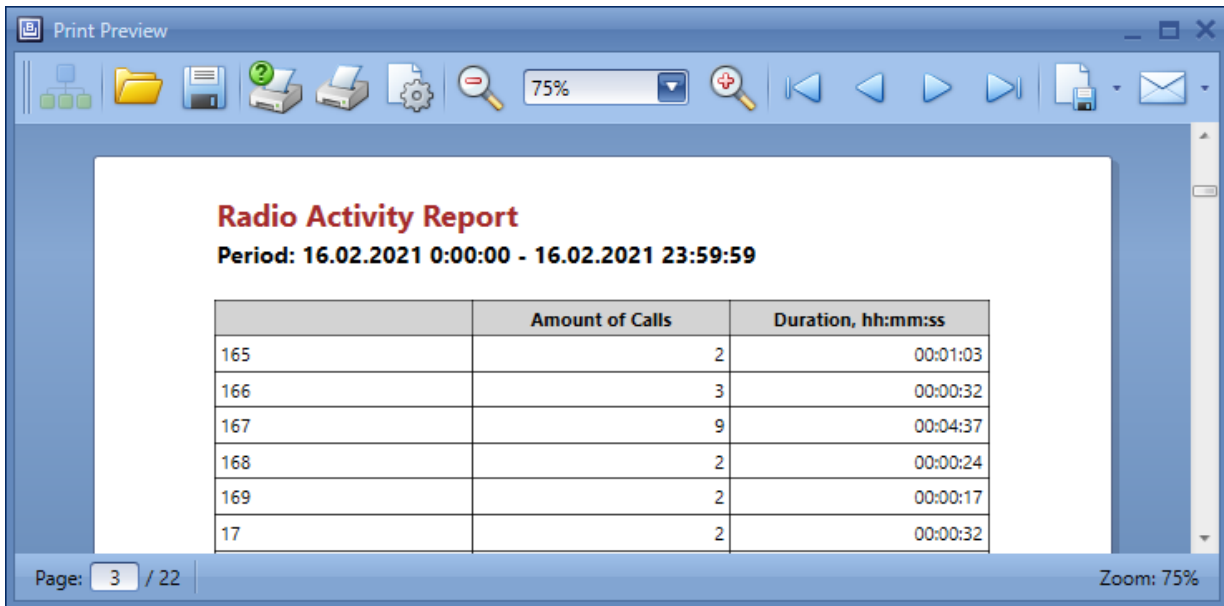 Print Preview
75%
Radio Activity Report
Period: 16.02.2021 0:00:00 - 16.02.2021 23:59:59
Amount of Calls Duration, hh:mm:ss
165 2 00:01:03
166 3 00:00:32
167 9 00:04:37
168 2 00:00:24
169 2 00:00:17
17 2 00:00:32
Page: 3 / 22 Zoom: 75%